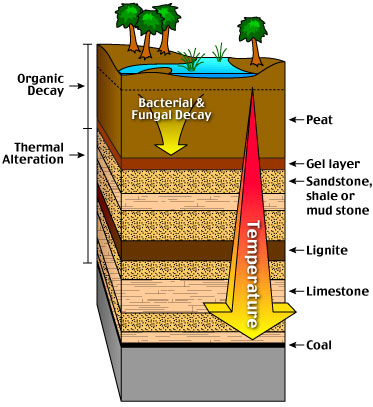 Organic
Decay
Thermal
Alteration
Bacterial &
Fungal Decay
Temperature
Peat
Gel layer
Sandstone,
shale or
mud stone
Lignite
Limestone
Coal